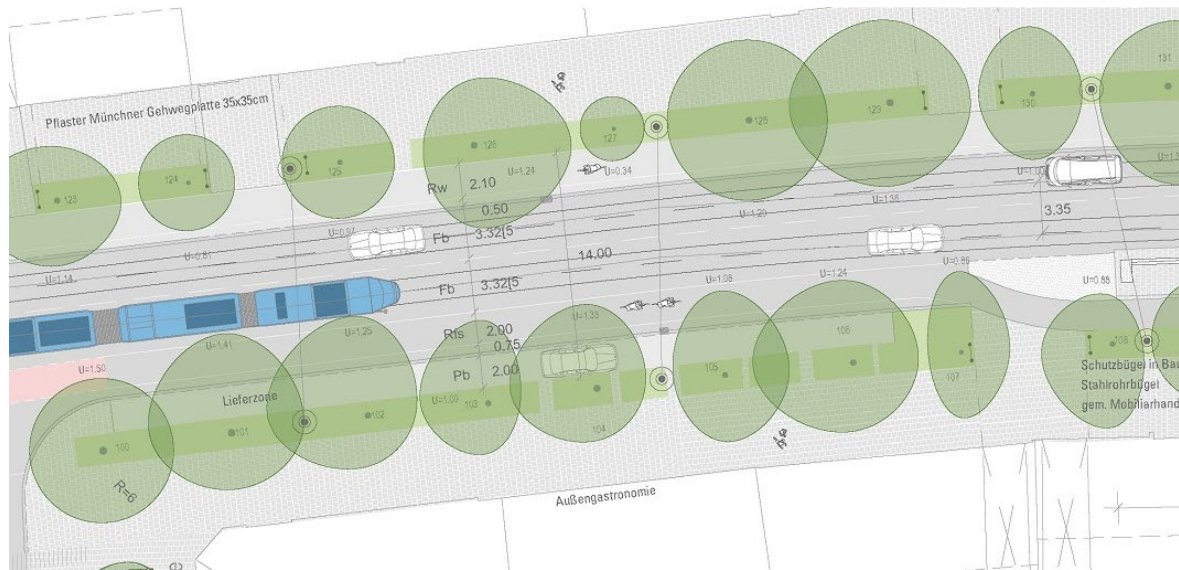 Pflaster Münchner Gehwegplatte 35x35cm
131
130
129
128
127
126
125
124
123
U=1.24
U=0.34
Rw
2.10
0.50
U=1.36
U=1.20
3.35
U=0.97
U=0.81
U=1.14
Fb
3.32[5
14.00
Fb
3.32[5
U=0.86
U=0.88
U=1.08
U=1.24
U=1.33
U=1.25
U=1.41
U=1.50
Rfs
2.00
0.75
Pb
2.00
U=1.09
Lieferzone
100
101
102
103
104
105
106
107
108
R=6
Schutzbügel in Bau
Stahlrohrbügel
gem. Mobiliarhand
Außengastronomie